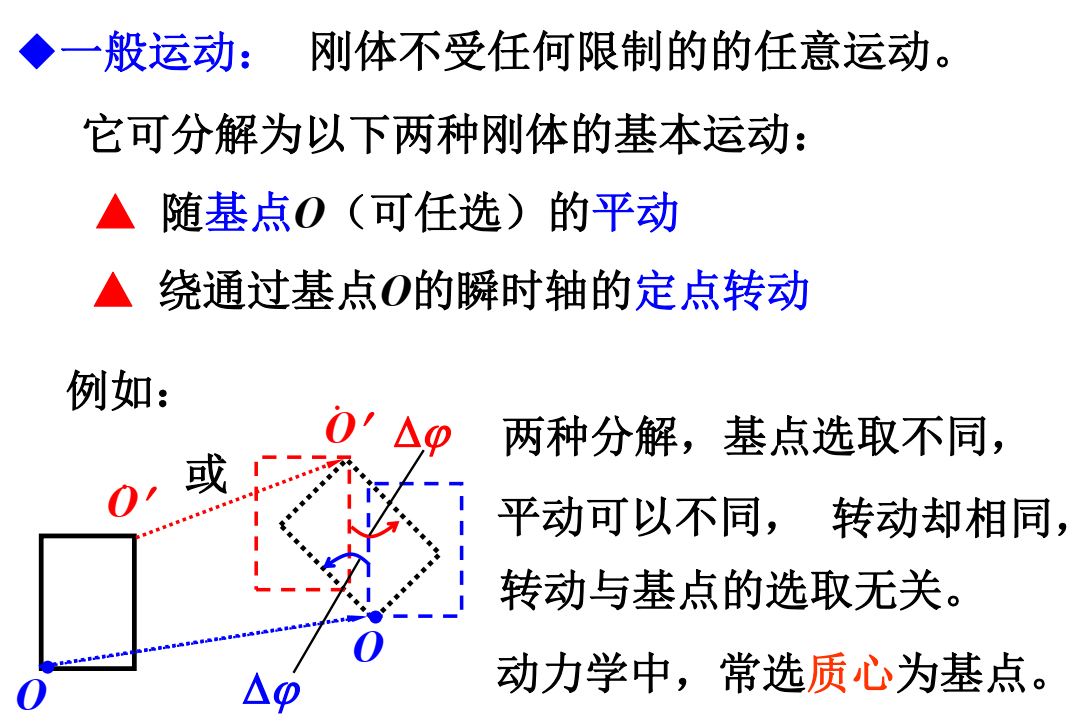 ◆一般运动： 刚体不受任何限制的的任意运动。
它可分解为以下两种刚体的基本运动：
▲ 随基点O（可任选）的平动
▲ 绕通过基点O的瞬时轴的定点转动
例如：
O′ Δφ
或
O′
两种分解，基点选取不同，
平动可以不同， 转动却相同，
转动与基点的选取无关。
O
O
Δφ
动力学中，常选质心为基点。